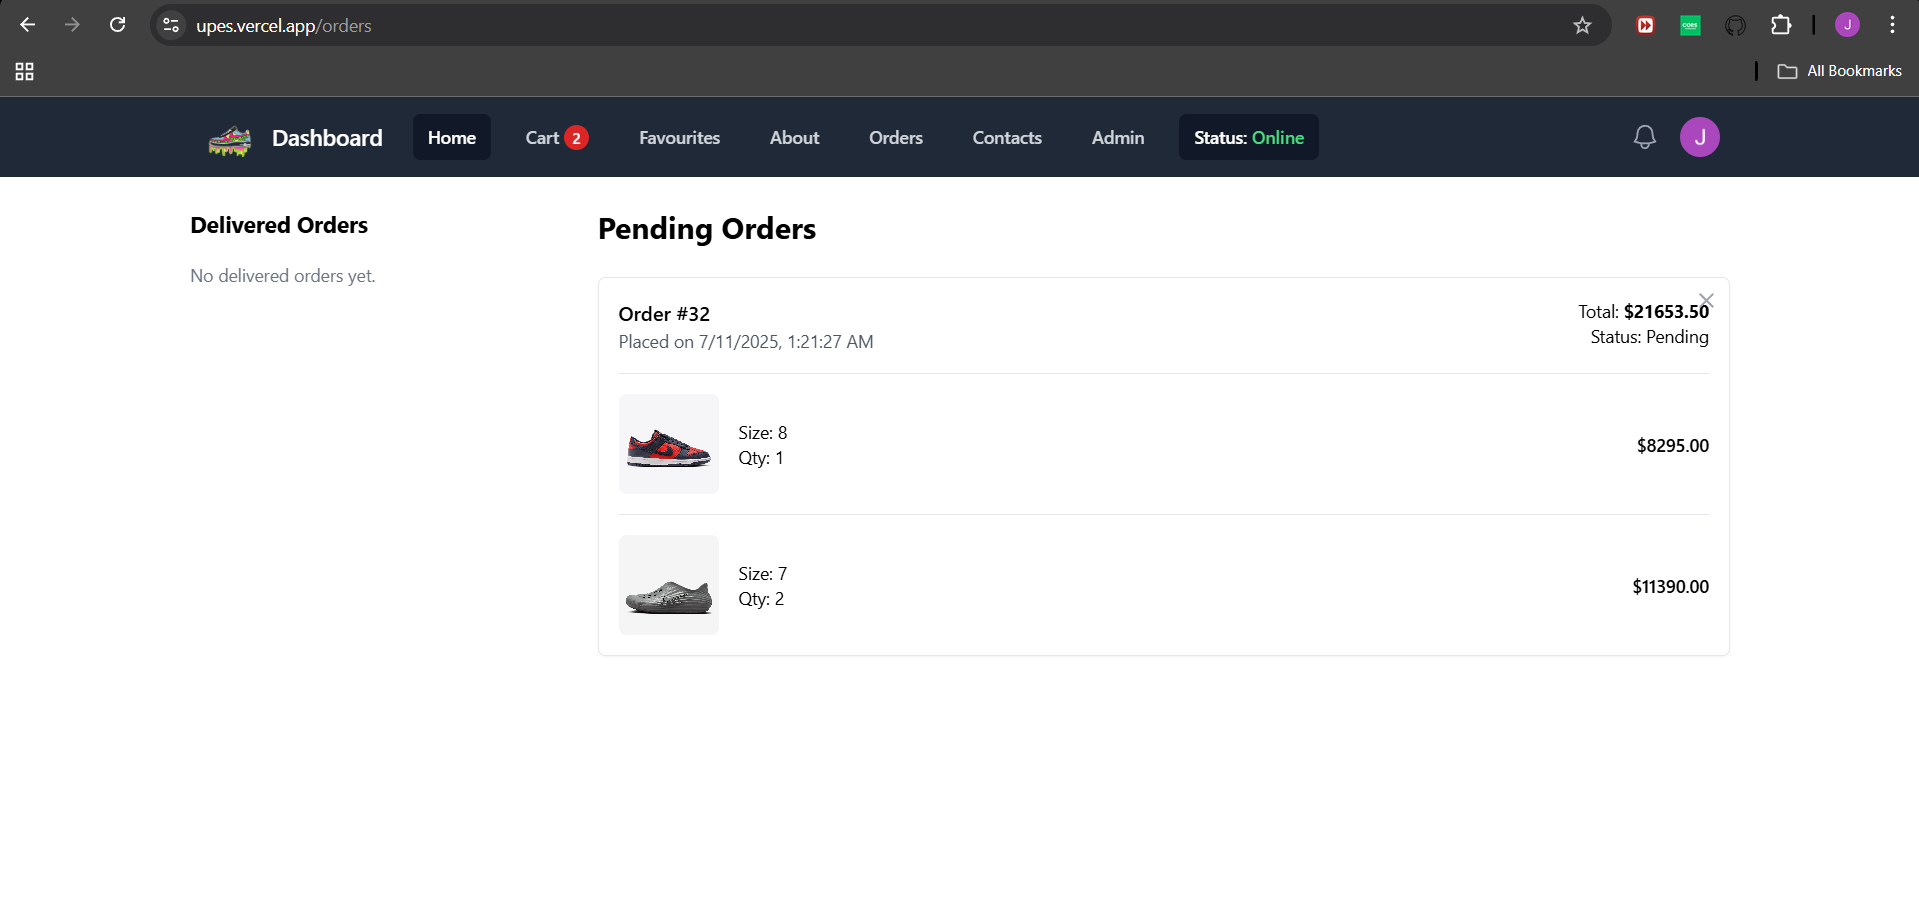 upes.vercel.app/orders
CORS
J
All Bookmarks
Dashboard
Home
Cart 2
Favourites
About
Orders
Contacts
Admin
Status: Online
J
Delivered Orders
No delivered orders yet.
Pending Orders
Order #32
Placed on 7/11/2025, 1:21:27 AM
Total: $21653.50
Status: Pending
Size: 8
Qty: 1
$8295.00
Size: 7
Qty: 2
$11390.00